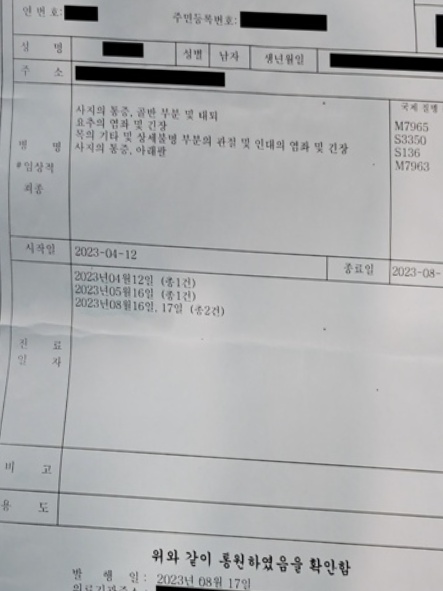 연 번 호:
주민등록번호:
성 명 성별 남자 생년월일
주 소
국제 질병
병 명
*임상적
최종
사지의 통증, 골반 부분 및 대퇴 M7965
요추의 염좌 및 긴장 S3350
목의 기타 및 상세불명 부분의 관절 및 인대의 염좌 및 긴장 S136
사지의 통증, 아래팔 M7963
시작일 2023-04-12 종료일 2023-08-
진 료
일 자
2023년04월12일 (총1건)
2023년05월16일 (총1건)
2023년08월16일, 17일 (총2건)
비 고
용 도
위와 같이 통원하였음을 확인함
발 행 일: 2023년 08월 17일
의료기관주소: